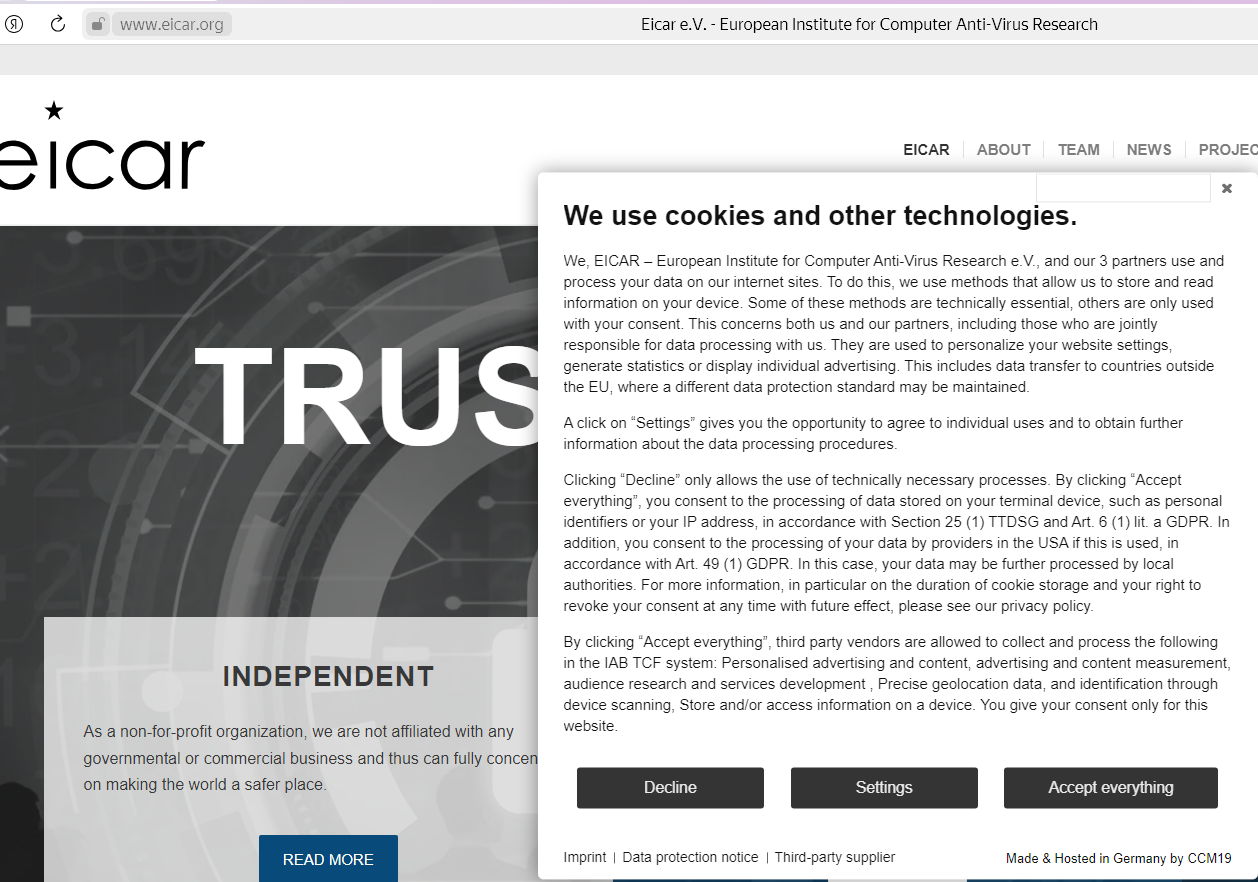 www.eicar.org
Eicar e.V. - European Institute for Computer Anti-Virus Research
eicar
EICAR
ABOUT
TEAM
NEWS
PROJEC
TRUS
INDEPENDENT
As a non-for-profit organization, we are not affiliated with any
governmental or commercial business and thus can fully concen
on making the world a safer place.
READ MORE
We use cookies and other technologies.
We, EICAR – European Institute for Computer Anti-Virus Research e.V., and our 3 partners use and
process your data on our internet sites. To do this, we use methods that allow us to store and read
information on your device. Some of these methods are technically essential, others are only used
with your consent. This concerns both us and our partners, including those who are jointly
responsible for data processing with us. They are used to personalize your website settings,
generate statistics or display individual advertising. This includes data transfer to countries outside
the EU, where a different data protection standard may be maintained.
A click on “Settings” gives you the opportunity to agree to individual uses and to obtain further
information about the data processing procedures.
Clicking “Decline” only allows the use of technically necessary processes. By clicking “Accept
everything”, you consent to the processing of data stored on your terminal device, such as personal
identifiers or your IP address, in accordance with Section 25 (1) TTDSG and Art. 6 (1) lit. a GDPR. In
addition, you consent to the processing of your data by providers in the USA if this is used, in
accordance with Art. 49 (1) GDPR. In this case, your data may be further processed by local
authorities. For more information, in particular on the duration of cookie storage and your right to
revoke your consent at any time with future effect, please see our privacy policy.
By clicking “Accept everything”, third party vendors are allowed to collect and process the following
in the IAB TCF system: Personalised advertising and content, advertising and content measurement,
audience research and services development , Precise geolocation data, and identification through
device scanning, Store and/or access information on a device. You give your consent only for this
website.
Decline
Settings
Accept everything
Imprint | Data protection notice | Third-party supplier
Made & Hosted in Germany by CCM19